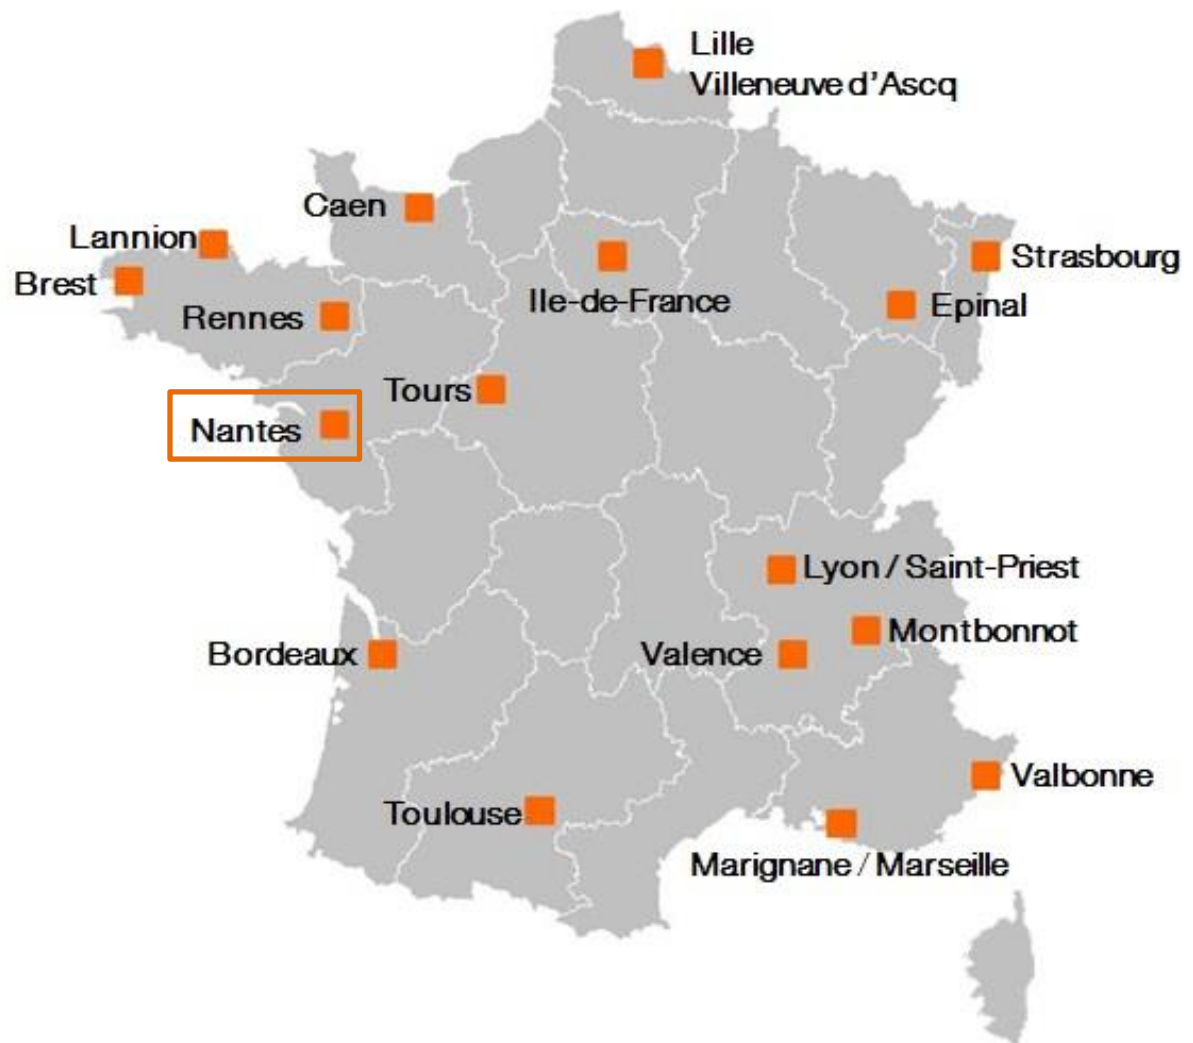 Lille
Villeneuve d'Ascq
Caen
Lannion
Strasbourg
Brest
Ile-de-France
Epinal
Rennes
Tours
Nantes
Lyon / Saint-Priest
Montbonnot
Bordeaux
Valence
Valbonne
Toulouse
Marignane / Marseille